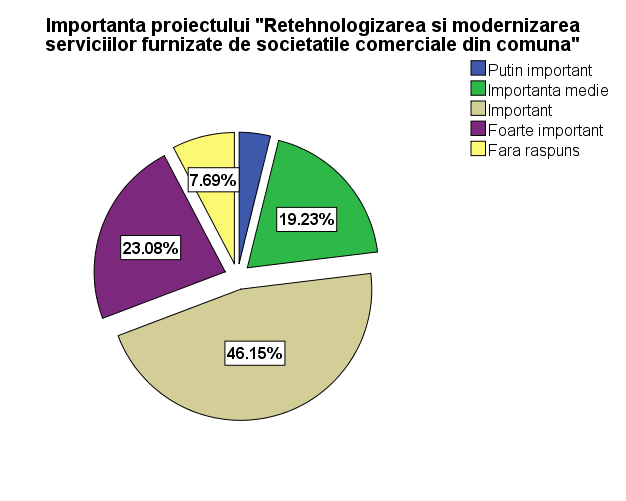 Importanta proiectului "Retehnologizarea si modernizarea
serviciilor furnizate de societatile comerciale din comuna"
Putin important
Importanta medie
Important
Foarte important
Fara raspuns
7.69%
19.23%
23.08%
46.15%